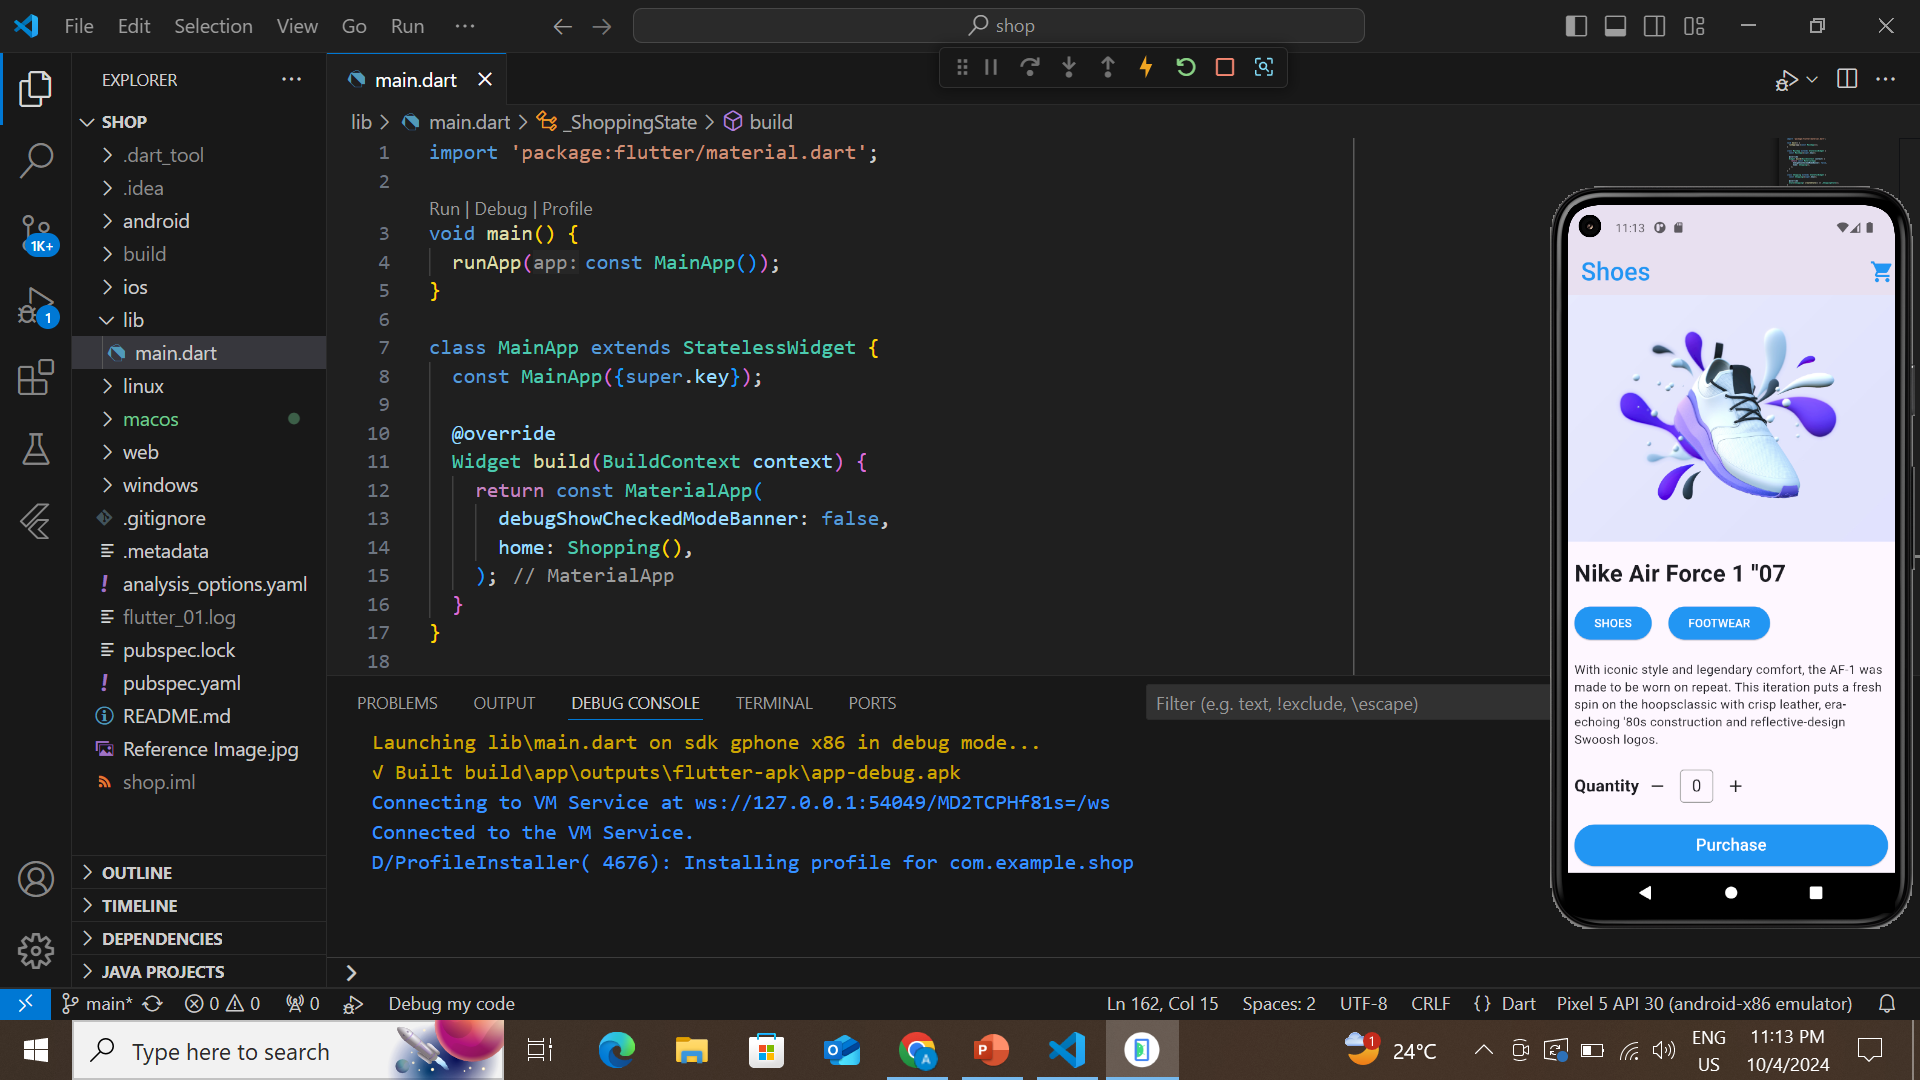 File Edit Selection View Go Run ···
shop
EXPLORER
SHOP
.dart_tool
.idea
android
build
ios
lib
main.dart
linux
macos
web
windows
.gitignore
.metadata
analysis_options.yaml
flutter_01.log
pubspec.lock
pubspec.yaml
README.md
Reference Image.jpg
shop.iml
OUTLINE
TIMELINE
DEPENDENCIES
JAVA PROJECTS
1K+
1
main.dart
lib > main.dart > _ShoppingState > build
1 import 'package:flutter/material.dart';
2
Run | Debug | Profile
3 void main() {
4 runApp(app: const MainApp());
5 }
6
7 class MainApp extends StatelessWidget {
8 const MainApp({super.key});
9
10 @override
11 Widget build(BuildContext context) {
12 return const MaterialApp(
13 debugShowCheckedModeBanner: false,
14 home: Shopping(),
15 ); // MaterialApp
16 }
17 }
18
PROBLEMS OUTPUT DEBUG CONSOLE TERMINAL PORTS
Filter (e.g. text, !exclude, \escape)
Launching lib\main.dart on sdk gphone x86 in debug mode...
√ Built build\app\outputs\flutter-apk\app-debug.apk
Connecting to VM Service at ws://127.0.0.1:54049/MD2TCPHf81s=/ws
Connected to the VM Service.
D/ProfileInstaller( 4676): Installing profile for com.example.shop
11:13
Shoes
Nike Air Force 1 "07
SHOES FOOTWEAR
With iconic style and legendary comfort, the AF-1 was
made to be worn on repeat. This iteration puts a fresh
spin on the hoopsclassic with crisp leather, era-
echoing '80s construction and reflective-design
Swoosh logos.
Quantity − 0 +
Purchase
main* 0 0 0 Debug my code
Ln 162, Col 15 Spaces: 2 UTF-8 CRLF {} Dart Pixel 5 API 30 (android-x86 emulator)
Type here to search
A
P
1
24°C
ENG
US
11:13 PM
10/4/2024